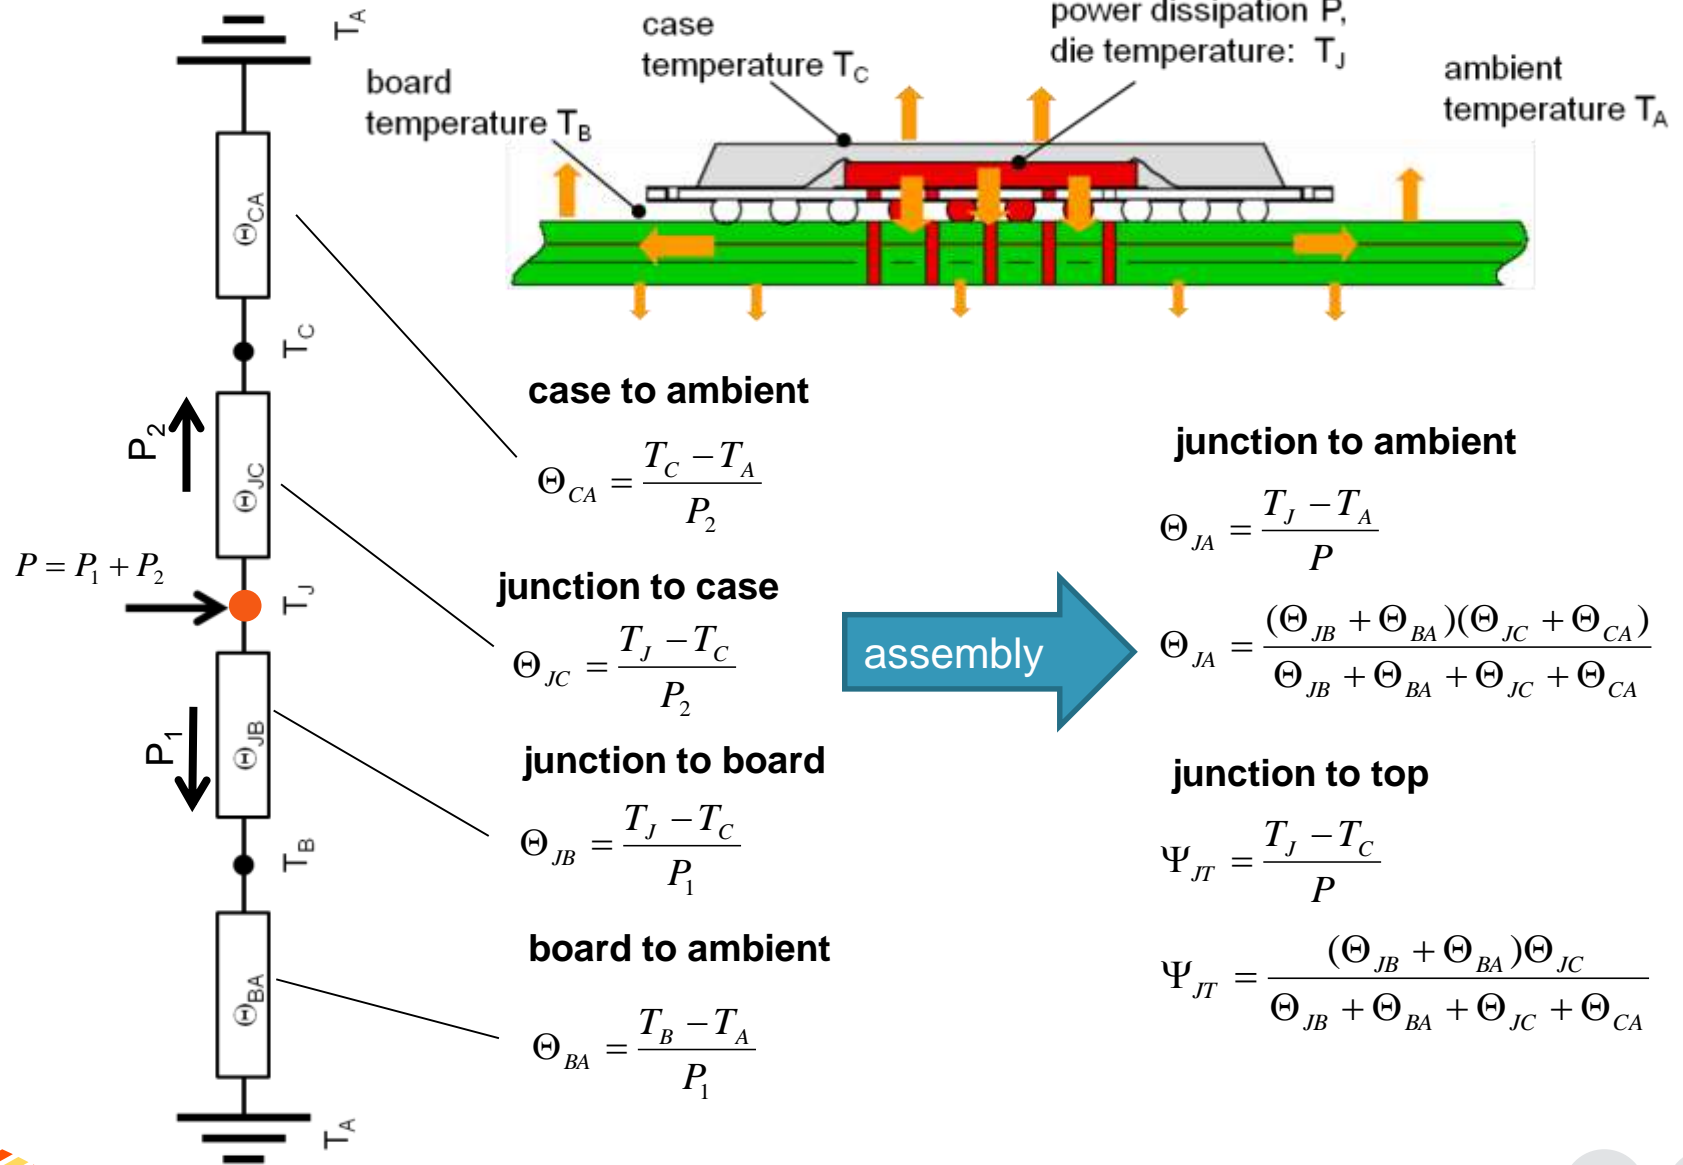 T_A
case
temperature T_C
power dissipation P,
die temperature: T_J
board
temperature T_B
ambient
temperature T_A
Θ_CA
T_C
P_2
Θ_JC
P = P_1 + P_2
T_J
P_1
Θ_JB
T_B
Θ_BA
T_A
case to ambient
Θ_CA = (T_C − T_A) / P_2
junction to case
Θ_JC = (T_J − T_C) / P_2
junction to board
Θ_JB = (T_J − T_C) / P_1
board to ambient
Θ_BA = (T_B − T_A) / P_1
assembly
junction to ambient
Θ_JA = (T_J − T_A) / P
Θ_JA = (Θ_JB + Θ_BA)(Θ_JC + Θ_CA) / (Θ_JB + Θ_BA + Θ_JC + Θ_CA)
junction to top
Ψ_JT = (T_J − T_C) / P
Ψ_JT = (Θ_JB + Θ_BA)Θ_JC / (Θ_JB + Θ_BA + Θ_JC + Θ_CA)